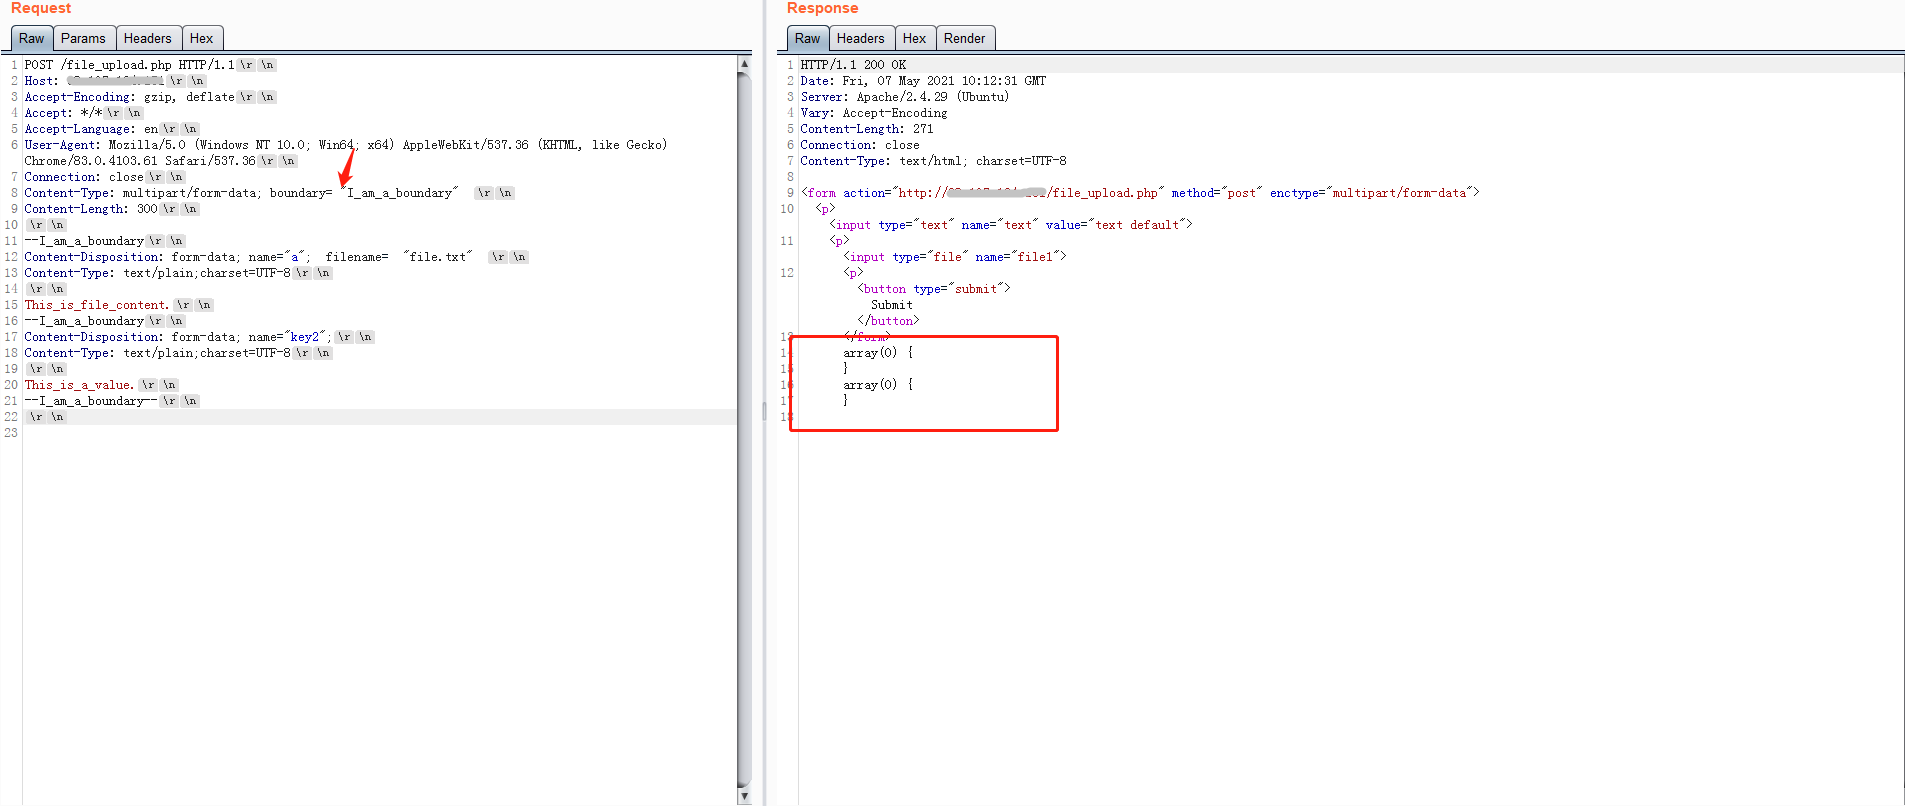 Request
Raw Params Headers Hex
1 POST /file_upload.php HTTP/1.1 \r \n
2 Host: \r \n
3 Accept-Encoding: gzip, deflate \r \n
4 Accept: */* \r \n
5 Accept-Language: en \r \n
6 User-Agent: Mozilla/5.0 (Windows NT 10.0; Win64; x64) AppleWebKit/537.36 (KHTML, like Gecko)
Chrome/83.0.4103.61 Safari/537.36 \r \n
7 Connection: close \r \n
8 Content-Type: multipart/form-data; boundary= "I_am_a_boundary" \r \n
9 Content-Length: 300 \r \n
10 \r \n
11 --I_am_a_boundary \r \n
12 Content-Disposition: form-data; name="a"; filename= "file.txt" \r \n
13 Content-Type: text/plain;charset=UTF-8 \r \n
14 \r \n
15 This_is_file_content. \r \n
16 --I_am_a_boundary \r \n
17 Content-Disposition: form-data; name="key2"; \r \n
18 Content-Type: text/plain;charset=UTF-8 \r \n
19 \r \n
20 This_is_a_value. \r \n
21 --I_am_a_boundary-- \r \n
22 \r \n
23
Response
Raw Headers Hex Render
1 HTTP/1.1 200 OK
2 Date: Fri, 07 May 2021 10:12:31 GMT
3 Server: Apache/2.4.29 (Ubuntu)
4 Vary: Accept-Encoding
5 Content-Length: 271
6 Connection: close
7 Content-Type: text/html; charset=UTF-8
8
9 <form action="http:///file_upload.php" method="post" enctype="multipart/form-data">
10 <p>
<input type="text" name="text" value="text default">
11 <p>
<input type="file" name="file1">
12 <p>
<button type="submit">
Submit
</button>
13 </form>
14 array(0) {
15 }
16 array(0) {
17 }
18